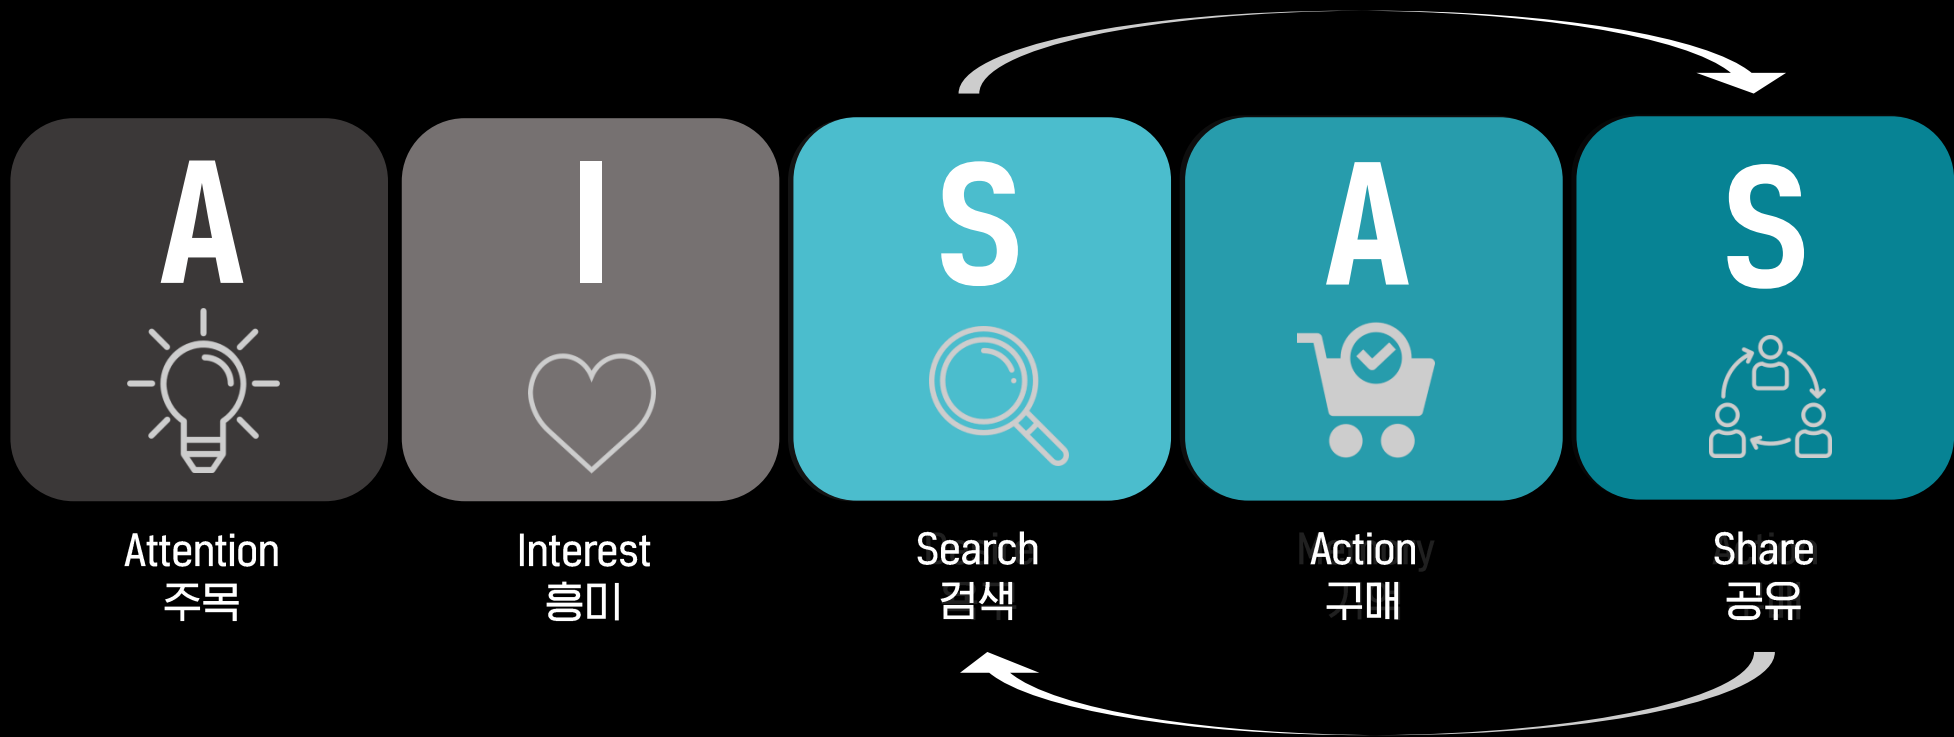 A
I
S
A
S
Attention
주목
Interest
흥미
Search
검색
Action
구매
Share
공유